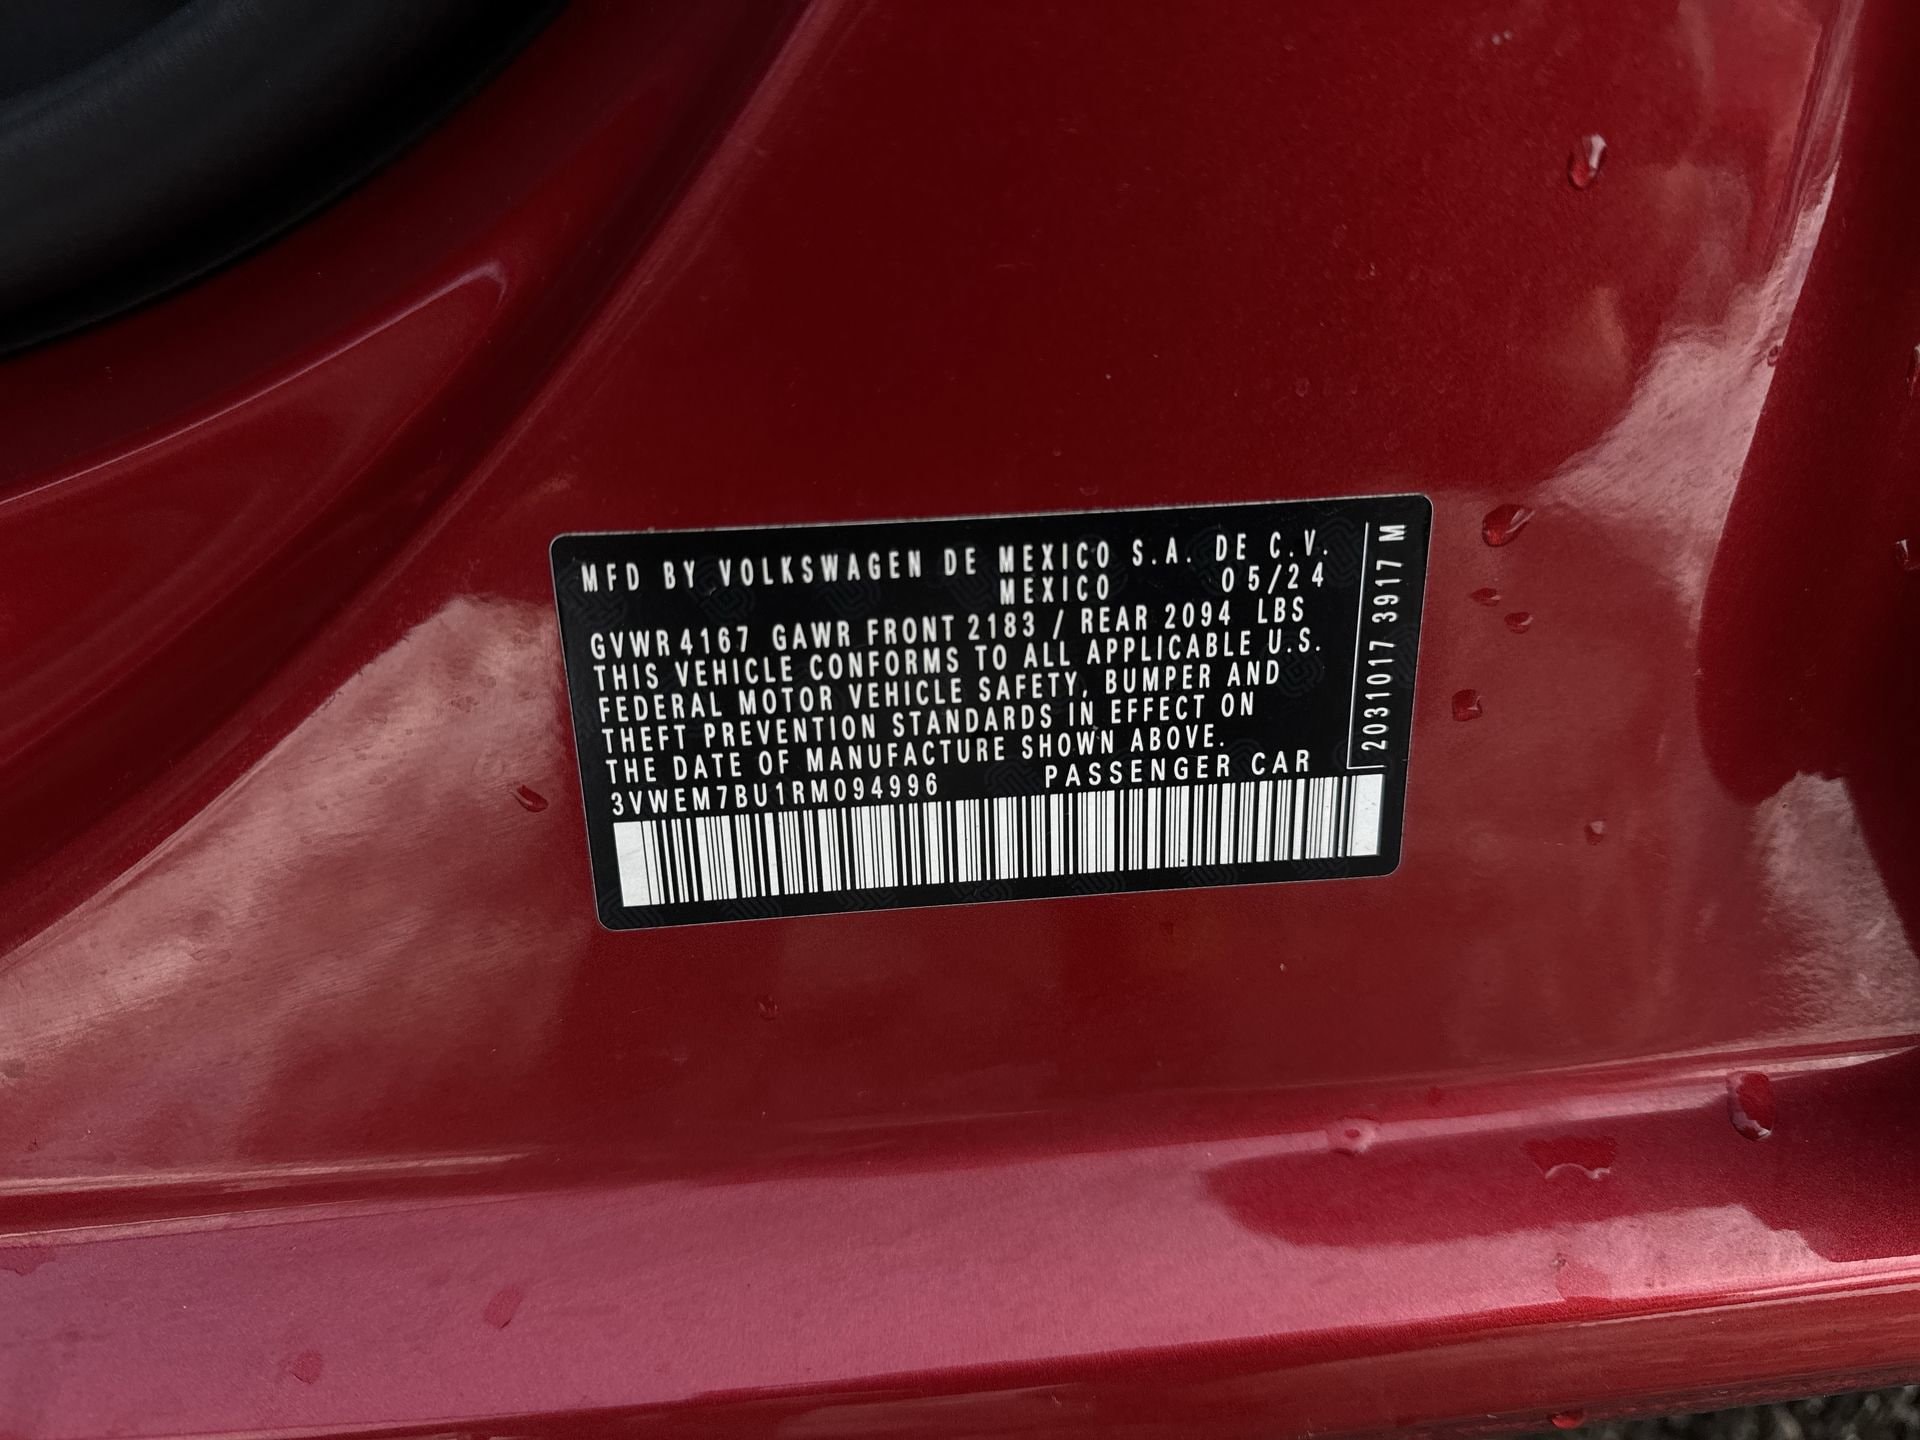 MFD BY VOLKSWAGEN DE MEXICO S.A. DE C.V.
MEXICO 05/24
GVWR 4167 GAWR FRONT 2183 / REAR 2094 LBS
THIS VEHICLE CONFORMS TO ALL APPLICABLE U.S.
FEDERAL MOTOR VEHICLE SAFETY, BUMPER AND
THEFT PREVENTION STANDARDS IN EFFECT ON
THE DATE OF MANUFACTURE SHOWN ABOVE.
3VWEM7BU1RM094996 PASSENGER CAR
2031017 3917 M